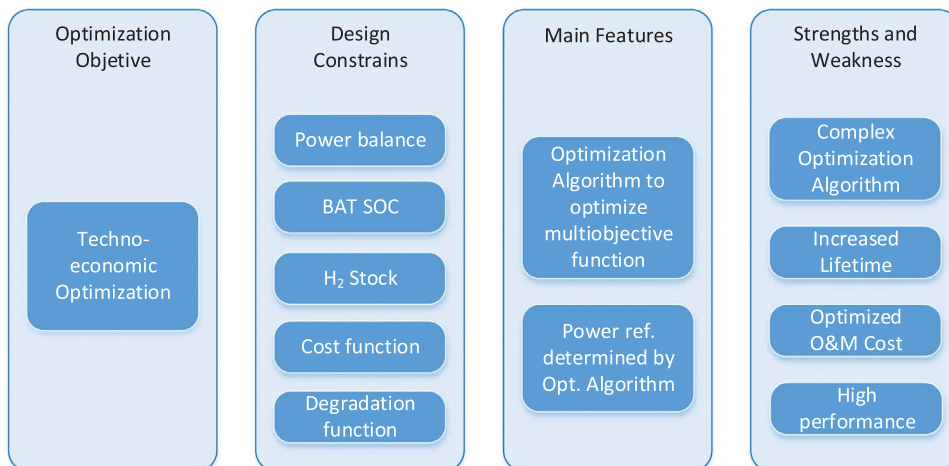 Optimization
Objetive
Techno-
economic
Optimization
Design
Constrains
Power balance
BAT SOC
H₂ Stock
Cost function
Degradation
function
Main Features
Optimization
Algorithm to
optimize
multiobjective
function
Power ref.
determined by
Opt. Algorithm
Strengths and
Weakness
Complex
Optimization
Algorithm
Increased
Lifetime
Optimized
O&M Cost
High
performance